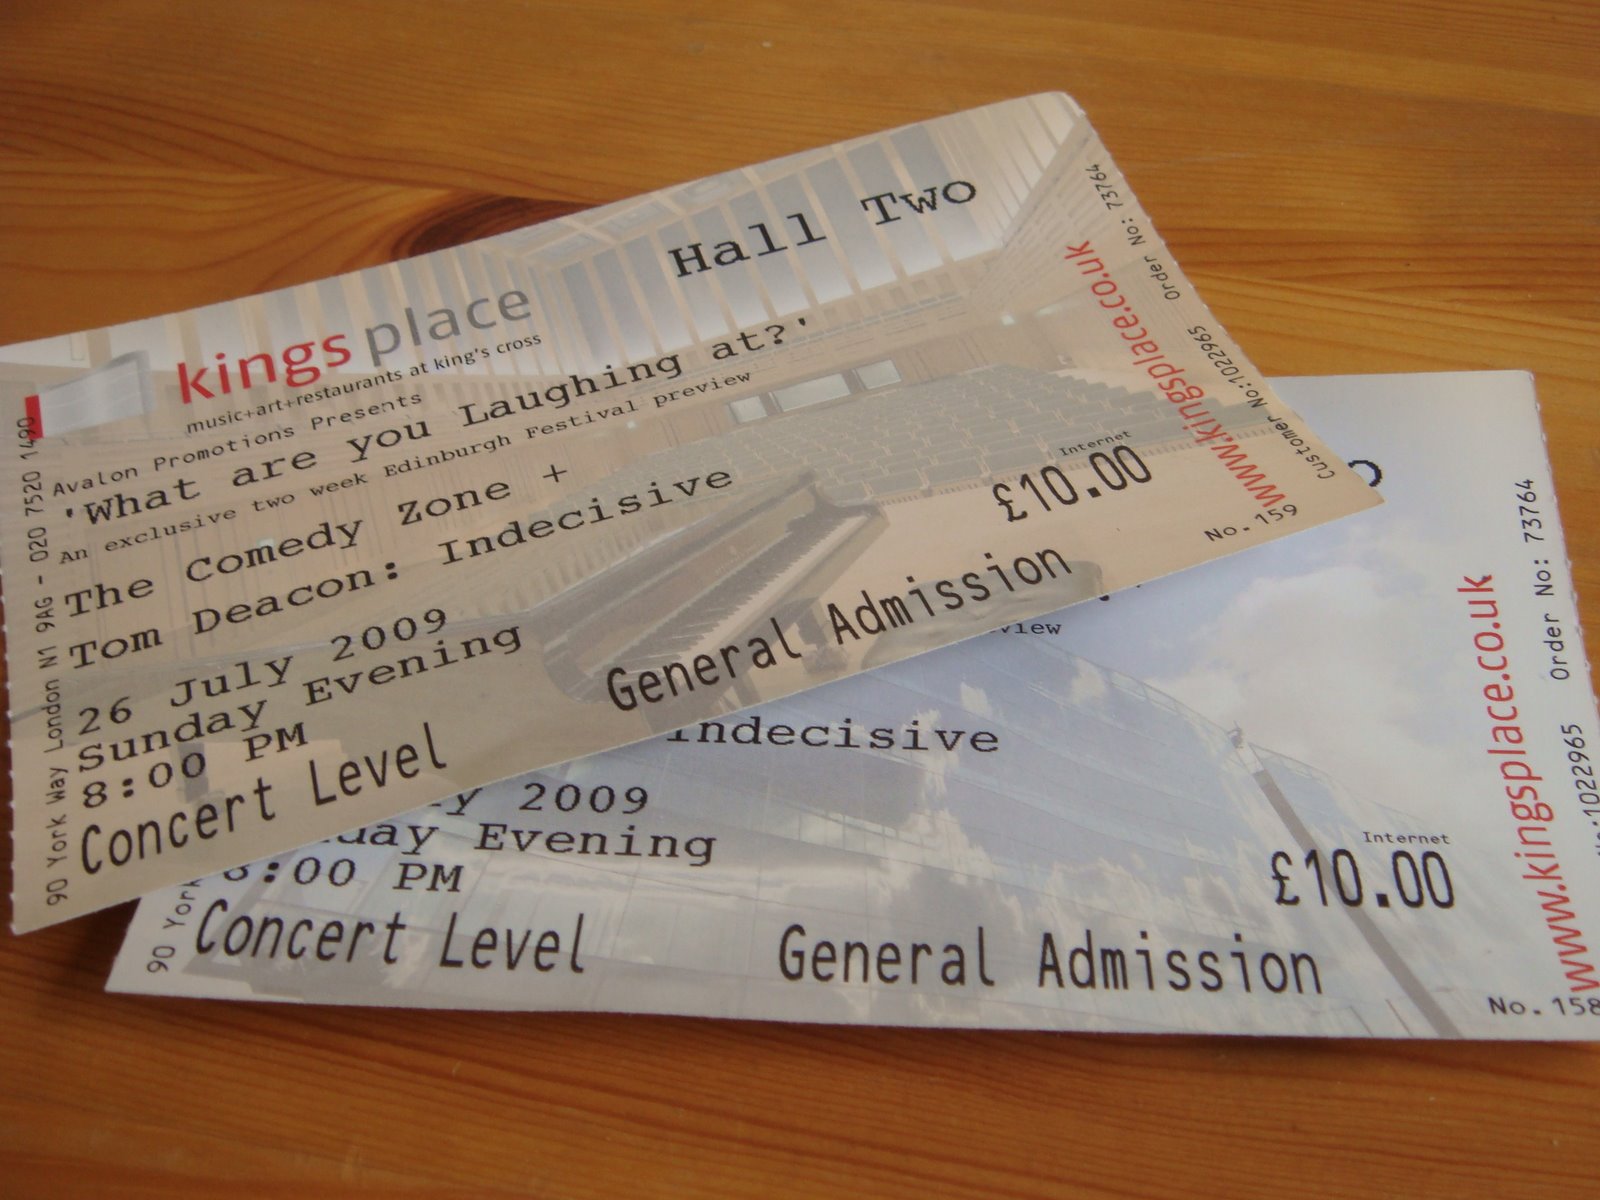 Hall Two
kings place
music+art+restaurants at king's cross
Avalon Promotions Presents
'What are you Laughing at?'
An exclusive two week Edinburgh Festival preview
The Comedy Zone +
Tom Deacon: Indecisive
26 July 2009
Sunday Evening
8:00 PM
Concert Level
General Admission
Internet
£10.00
No. 159
90 York Way London N1 9AG - 020 7520 1490
www.kingsplace.co.uk
Customer No:1022965 Order No: 73764
Indecisive
2009
Evening
:00 PM
Concert Level
General Admission
Internet
£10.00
No. 158
90 York
www.kingsplace.co.uk
No:1022965 Order No: 73764